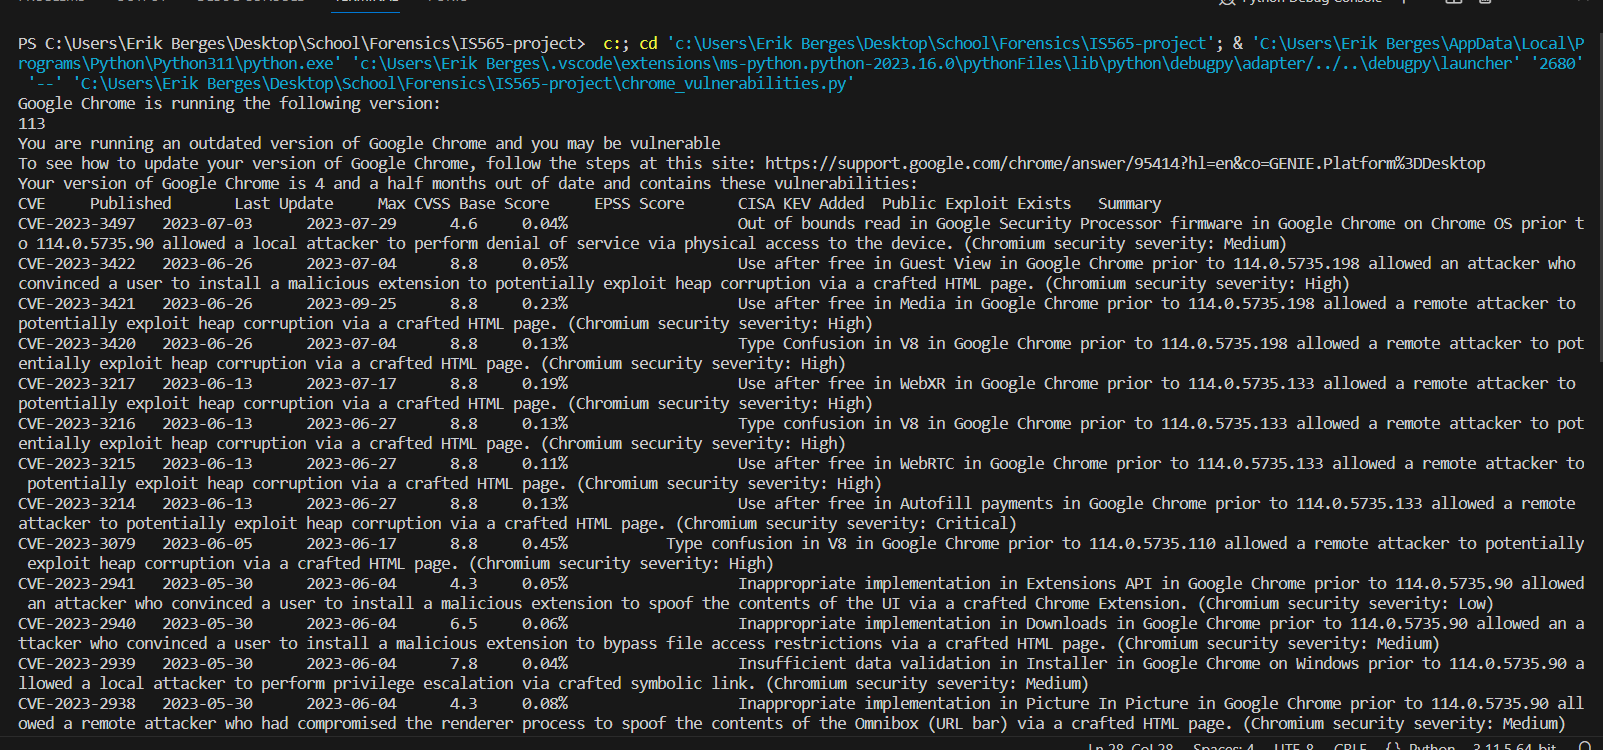 PROBLEMS OUTPUT DEBUG CONSOLE TERMINAL PORTS Python Debug Console
PS C:\Users\Erik Berges\Desktop\School\Forensics\IS565-project>  c:; cd 'c:\Users\Erik Berges\Desktop\School\Forensics\IS565-project'; & 'C:\Users\Erik Berges\AppData\Local\P
rograms\Python\Python311\python.exe' 'c:\Users\Erik Berges\.vscode\extensions\ms-python.python-2023.16.0\pythonFiles\lib\python\debugpy\adapter/../..\debugpy\launcher' '2680'
'--' 'C:\Users\Erik Berges\Desktop\School\Forensics\IS565-project\chrome_vulnerabilities.py'
Google Chrome is running the following version:
113
You are running an outdated version of Google Chrome and you may be vulnerable
To see how to update your version of Google Chrome, follow the steps at this site: https://support.google.com/chrome/answer/95414?hl=en&co=GENIE.Platform%3DDesktop
Your version of Google Chrome is 4 and a half months out of date and contains these vulnerabilities:
CVE Published Last Update Max CVSS Base Score EPSS Score CISA KEV Added Public Exploit Exists Summary
CVE-2023-3497 2023-07-03 2023-07-29 4.6 0.04% Out of bounds read in Google Security Processor firmware in Google Chrome on Chrome OS prior t
o 114.0.5735.90 allowed a local attacker to perform denial of service via physical access to the device. (Chromium security severity: Medium)
CVE-2023-3422 2023-06-26 2023-07-04 8.8 0.05% Use after free in Guest View in Google Chrome prior to 114.0.5735.198 allowed an attacker who
convinced a user to install a malicious extension to potentially exploit heap corruption via a crafted HTML page. (Chromium security severity: High)
CVE-2023-3421 2023-06-26 2023-09-25 8.8 0.23% Use after free in Media in Google Chrome prior to 114.0.5735.198 allowed a remote attacker to
potentially exploit heap corruption via a crafted HTML page. (Chromium security severity: High)
CVE-2023-3420 2023-06-26 2023-07-04 8.8 0.13% Type Confusion in V8 in Google Chrome prior to 114.0.5735.198 allowed a remote attacker to pot
entially exploit heap corruption via a crafted HTML page. (Chromium security severity: High)
CVE-2023-3217 2023-06-13 2023-07-17 8.8 0.19% Use after free in WebXR in Google Chrome prior to 114.0.5735.133 allowed a remote attacker to
potentially exploit heap corruption via a crafted HTML page. (Chromium security severity: High)
CVE-2023-3216 2023-06-13 2023-06-27 8.8 0.13% Type confusion in V8 in Google Chrome prior to 114.0.5735.133 allowed a remote attacker to pot
entially exploit heap corruption via a crafted HTML page. (Chromium security severity: High)
CVE-2023-3215 2023-06-13 2023-06-27 8.8 0.11% Use after free in WebRTC in Google Chrome prior to 114.0.5735.133 allowed a remote attacker to
potentially exploit heap corruption via a crafted HTML page. (Chromium security severity: High)
CVE-2023-3214 2023-06-13 2023-06-27 8.8 0.13% Use after free in Autofill payments in Google Chrome prior to 114.0.5735.133 allowed a remote
attacker to potentially exploit heap corruption via a crafted HTML page. (Chromium security severity: Critical)
CVE-2023-3079 2023-06-05 2023-06-17 8.8 0.45% Type confusion in V8 in Google Chrome prior to 114.0.5735.110 allowed a remote attacker to potentially
exploit heap corruption via a crafted HTML page. (Chromium security severity: High)
CVE-2023-2941 2023-05-30 2023-06-04 4.3 0.05% Inappropriate implementation in Extensions API in Google Chrome prior to 114.0.5735.90 allowed
an attacker who convinced a user to install a malicious extension to spoof the contents of the UI via a crafted Chrome Extension. (Chromium security severity: Low)
CVE-2023-2940 2023-05-30 2023-06-04 6.5 0.06% Inappropriate implementation in Downloads in Google Chrome prior to 114.0.5735.90 allowed an a
ttacker who convinced a user to install a malicious extension to bypass file access restrictions via a crafted HTML page. (Chromium security severity: Medium)
CVE-2023-2939 2023-05-30 2023-06-04 7.8 0.04% Insufficient data validation in Installer in Google Chrome on Windows prior to 114.0.5735.90 a
llowed a local attacker to perform privilege escalation via crafted symbolic link. (Chromium security severity: Medium)
CVE-2023-2938 2023-05-30 2023-06-04 4.3 0.08% Inappropriate implementation in Picture In Picture in Google Chrome prior to 114.0.5735.90 all
owed a remote attacker who had compromised the renderer process to spoof the contents of the Omnibox (URL bar) via a crafted HTML page. (Chromium security severity: Medium)
Ln 28, Col 28 Spaces: 4 UTF-8 CRLF {} Python 3.11.5 64-bit